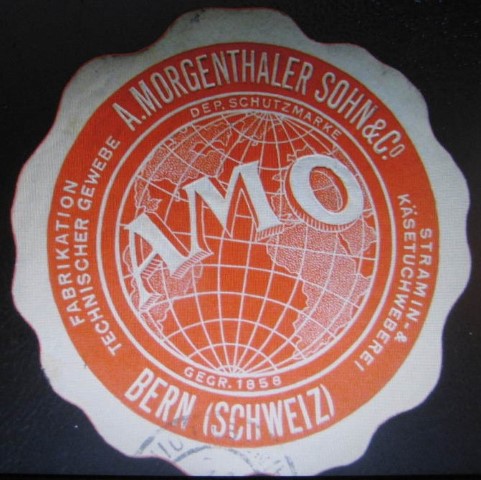 A. MORGENTHALER SOHN & Cº
DEP. SCHUTZMARKE
FABRIKATION
TECHNISCHER GEWEBE
AMO
STRAMIN- &
KÄSETUCHWEBEREI
GEGR. 1858
BERN (SCHWEIZ)